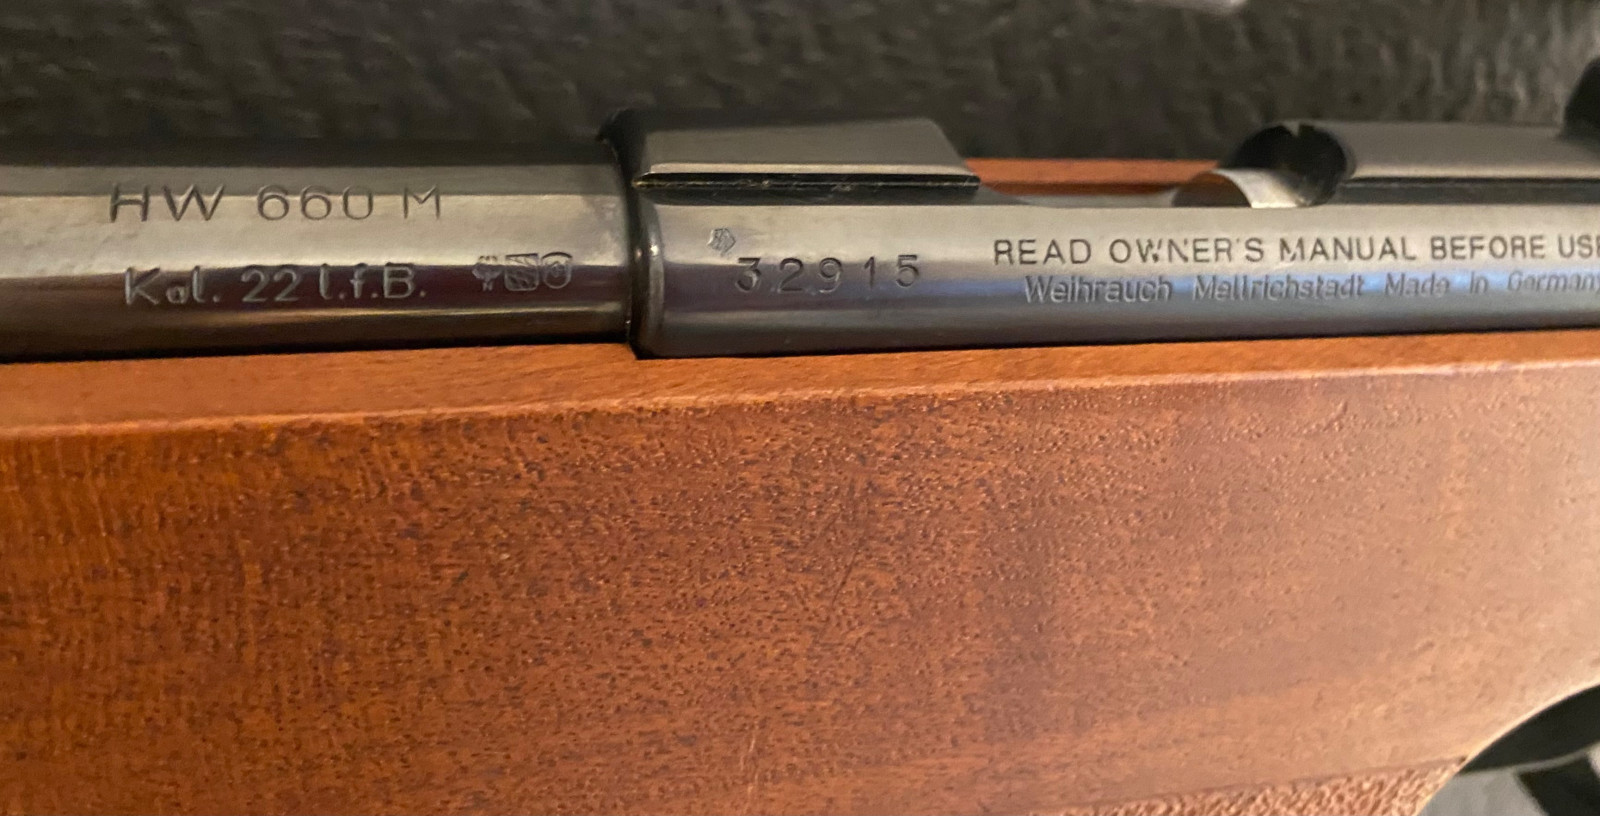 HW 660 M
Kal. 22 l.f.B.
32915
READ OWNER'S MANUAL BEFORE USE
Weihrauch Mellrichstadt Made in Germany